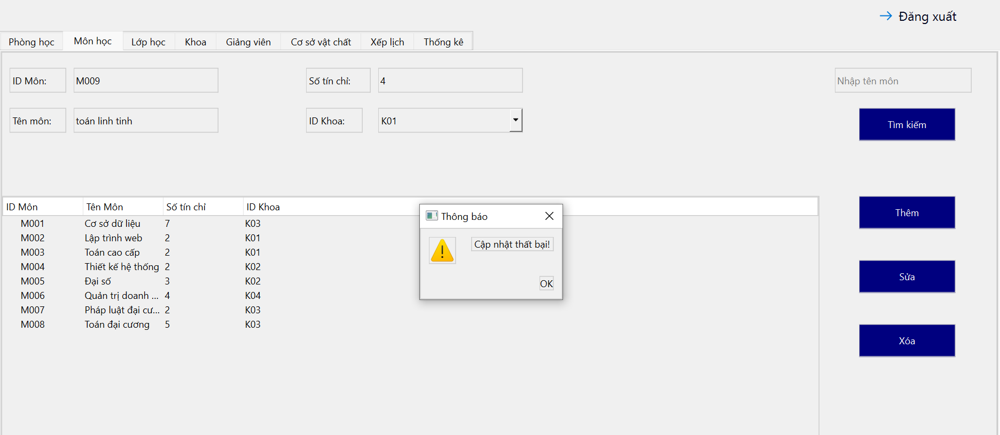 Đăng xuất
Phòng học Môn học Lớp học Khoa Giảng viên Cơ sở vật chất Xếp lịch Thống kê
ID Môn: M009 Số tín chỉ: 4 Nhập tên môn
Tên môn: toán linh tinh ID Khoa: K01 Tìm kiếm
ID Môn Tên Môn Số tín chỉ ID Khoa
M001 Cơ sở dữ liệu 7 K03
M002 Lập trình web 2 K01
M003 Toán cao cấp 2 K01
M004 Thiết kế hệ thống 2 K02
M005 Đại số 3 K02
M006 Quản trị doanh ... 4 K04
M007 Pháp luật đại cư... 2 K03
M008 Toán đại cương 5 K03
Thông báo
Cập nhật thất bại!
OK
Thêm
Sửa
Xóa